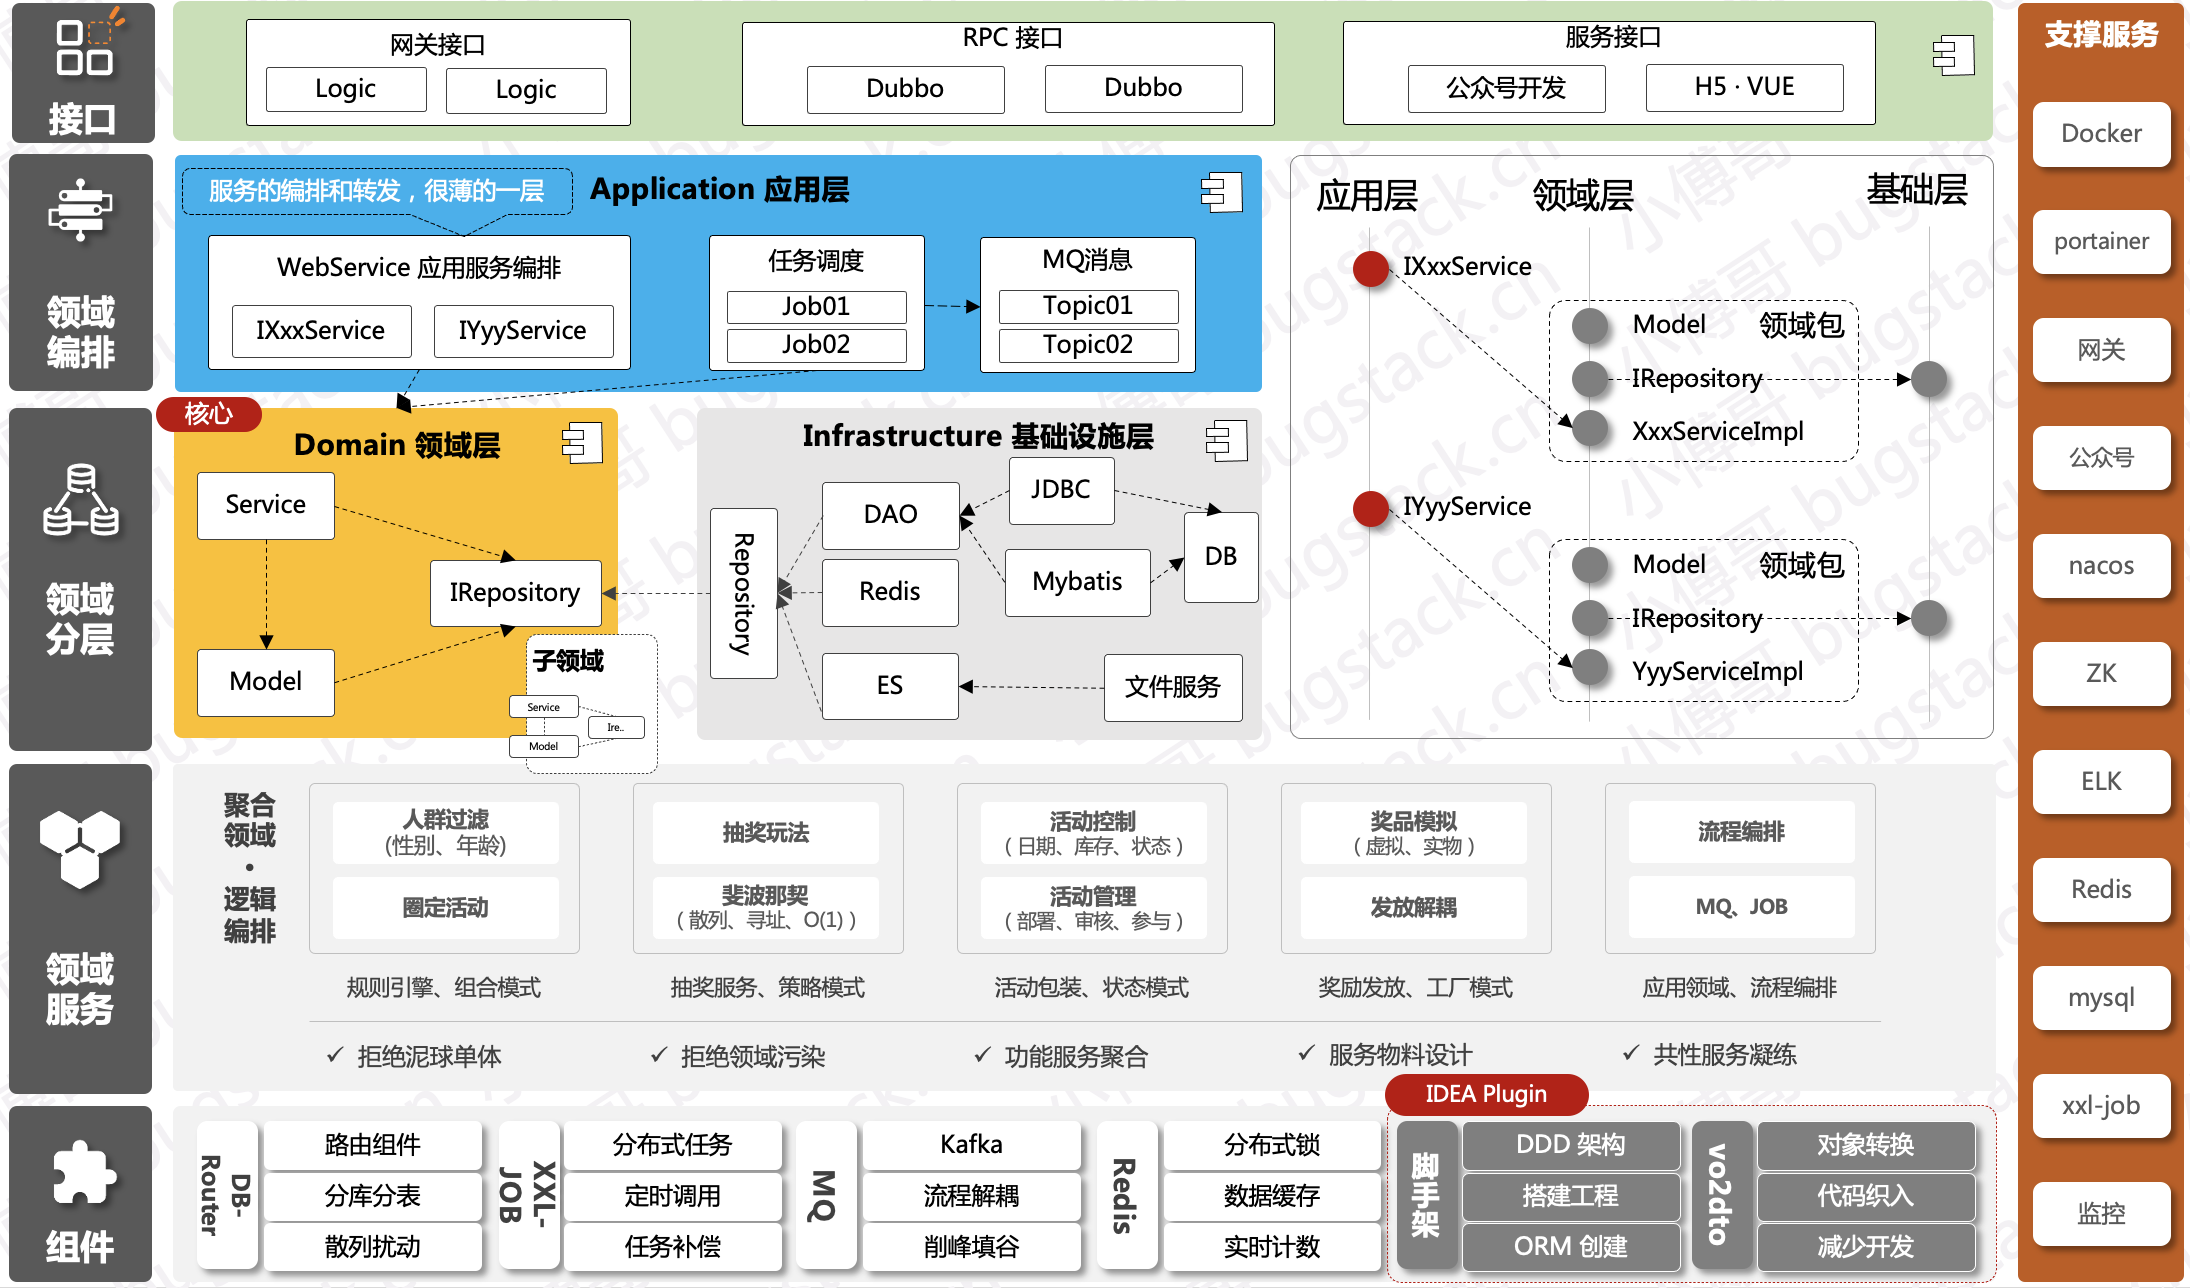 接口
网关接口
Logic
Logic
RPC 接口
Dubbo
Dubbo
服务接口
公众号开发
H5 · VUE
领域
编排
服务的编排和转发，很薄的一层
Application 应用层
WebService 应用服务编排
IXxxService
IYyyService
任务调度
Job01
Job02
MQ消息
Topic01
Topic02
领域
分层
核心
Domain 领域层
Service
IRepository
Model
子领域
Service
Ire..
Model
Infrastructure 基础设施层
Repository
DAO
Redis
ES
JDBC
Mybatis
DB
文件服务
应用层
领域层
基础层
IXxxService
Model
领域包
IRepository
XxxServiceImpl
IYyyService
Model
领域包
IRepository
YyyServiceImpl
领域
服务
聚合
领域
·
逻辑
编排
人群过滤
(性别、年龄)
圈定活动
规则引擎、组合模式
抽奖玩法
斐波那契
（散列、寻址、O(1)）
抽奖服务、策略模式
活动控制
（日期、库存、状态）
活动管理
（部署、审核、参与）
活动包装、状态模式
奖品模拟
（虚拟、实物）
发放解耦
奖励发放、工厂模式
流程编排
MQ、JOB
应用领域、流程编排
✓ 拒绝泥球单体
✓ 拒绝领域污染
✓ 功能服务聚合
✓ 服务物料设计
✓ 共性服务凝练
组件
DB-
Router
路由组件
分库分表
散列扰动
XXL-
JOB
分布式任务
定时调用
任务补偿
MQ
Kafka
流程解耦
削峰填谷
Redis
分布式锁
数据缓存
实时计数
IDEA Plugin
脚手架
DDD 架构
搭建工程
ORM 创建
vo2dto
对象转换
代码织入
减少开发
支撑服务
Docker
portainer
网关
公众号
nacos
ZK
ELK
Redis
mysql
xxl-job
监控
小傅哥 bugstack.cn